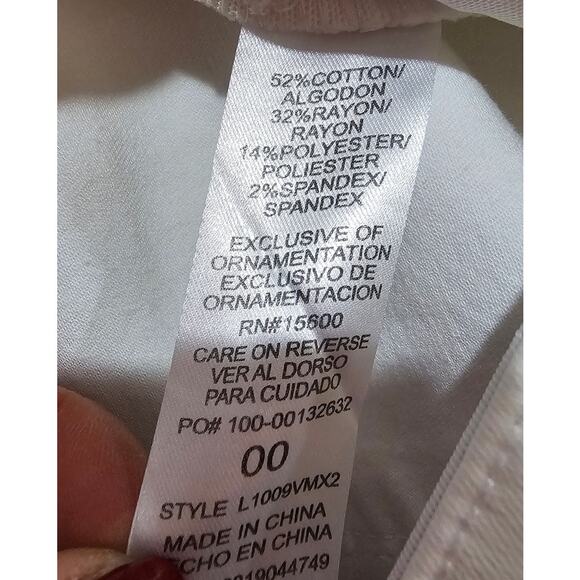 52%COTTON/
ALGODON
32%RAYON/
RAYON
14%POLYESTER/
POLIESTER
2%SPANDEX/
SPANDEX
EXCLUSIVE OF
ORNAMENTATION
EXCLUSIVO DE
ORNAMENTACION
RN#15600
CARE ON REVERSE
VER AL DORSO
PARA CUIDADO
PO# 100-00132632
00
STYLE L1009VMX2
MADE IN CHINA
ECHO EN CHINA
19044749